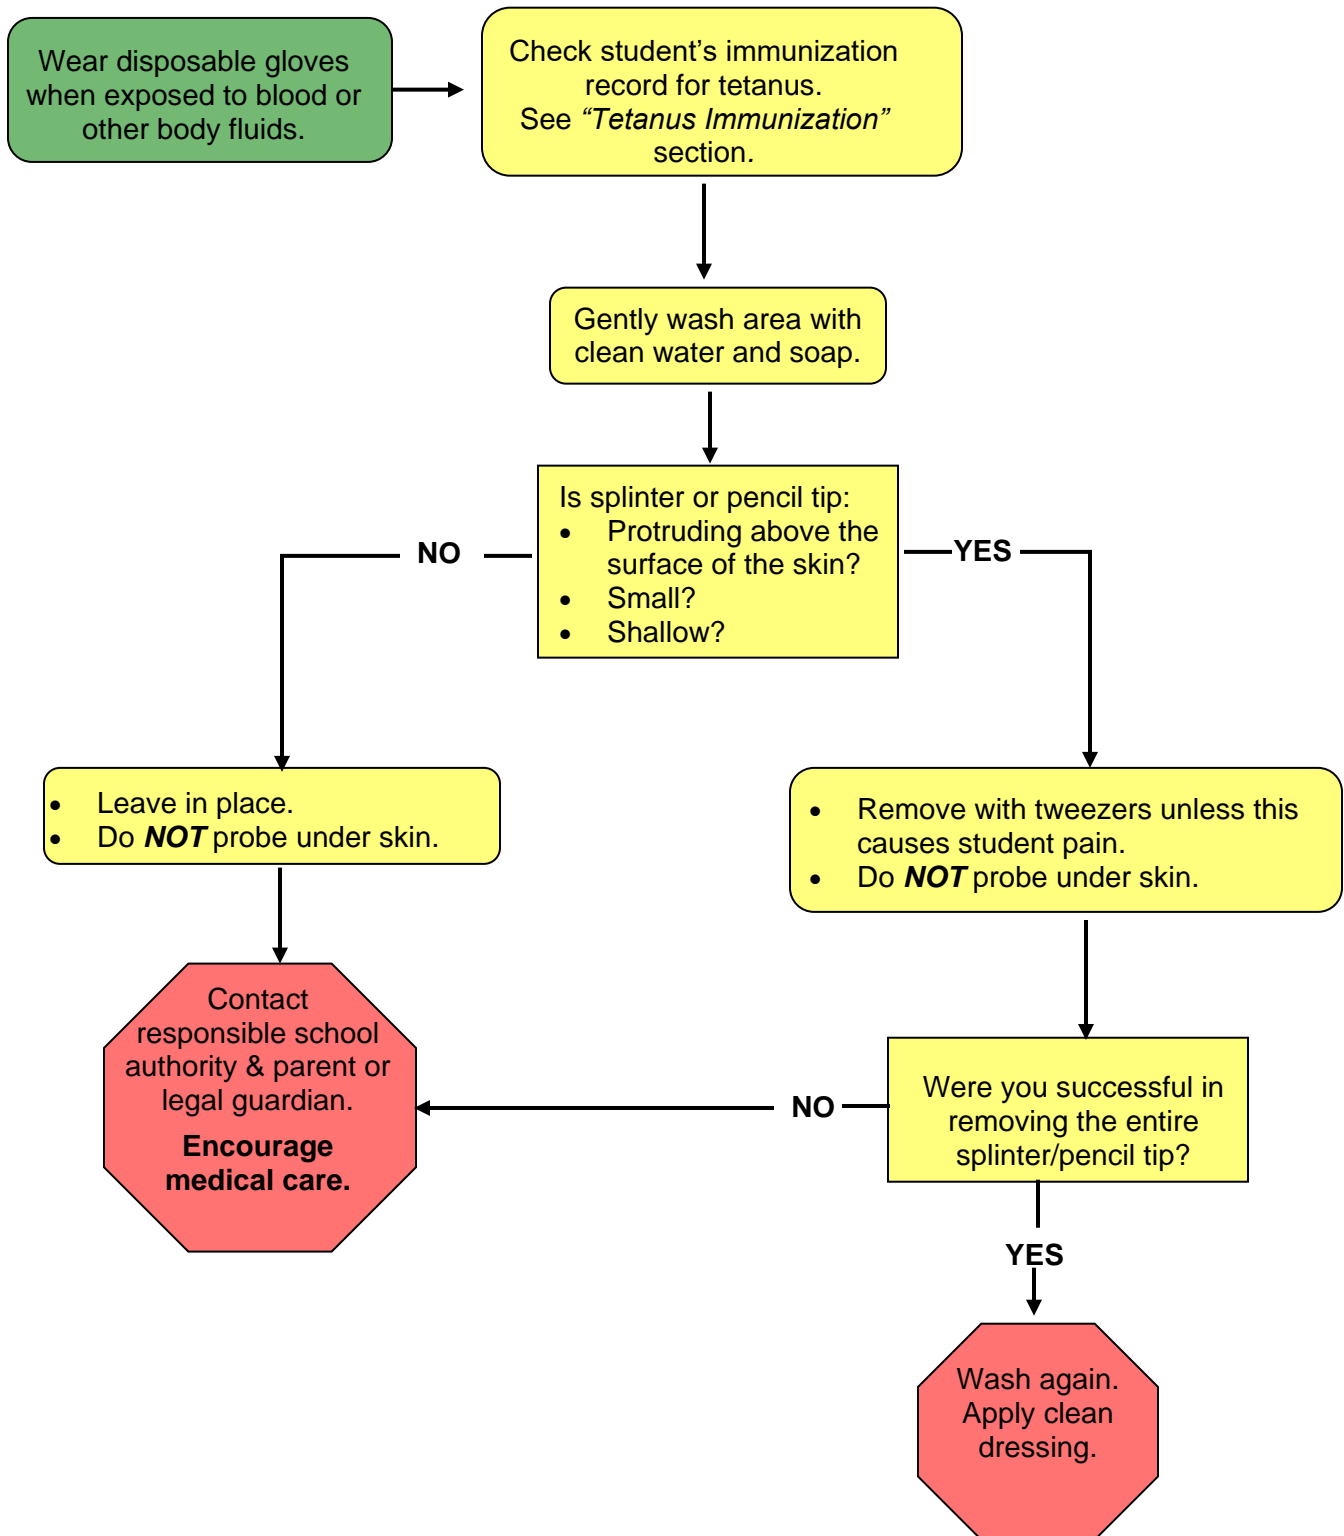 Wear disposable gloves
when exposed to blood or
other body fluids.
Check student’s immunization
record for tetanus.
See “Tetanus Immunization”
section.
Gently wash area with
clean water and soap.
Is splinter or pencil tip:
• Protruding above the
surface of the skin?
• Small?
• Shallow?
NO
YES
• Leave in place.
• Do NOT probe under skin.
• Remove with tweezers unless this
causes student pain.
• Do NOT probe under skin.
Contact
responsible school
authority & parent or
legal guardian.
Encourage
medical care.
NO
Were you successful in
removing the entire
splinter/pencil tip?
YES
Wash again.
Apply clean
dressing.